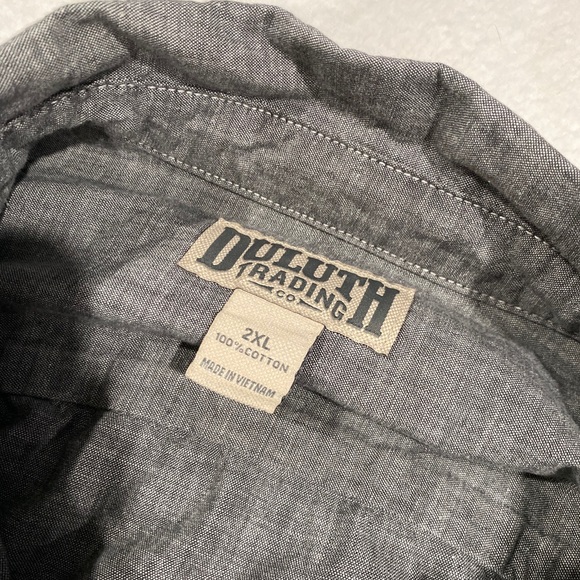 DULUTH
TRADING
CO
2XL
100% COTTON
MADE IN VIETNAM